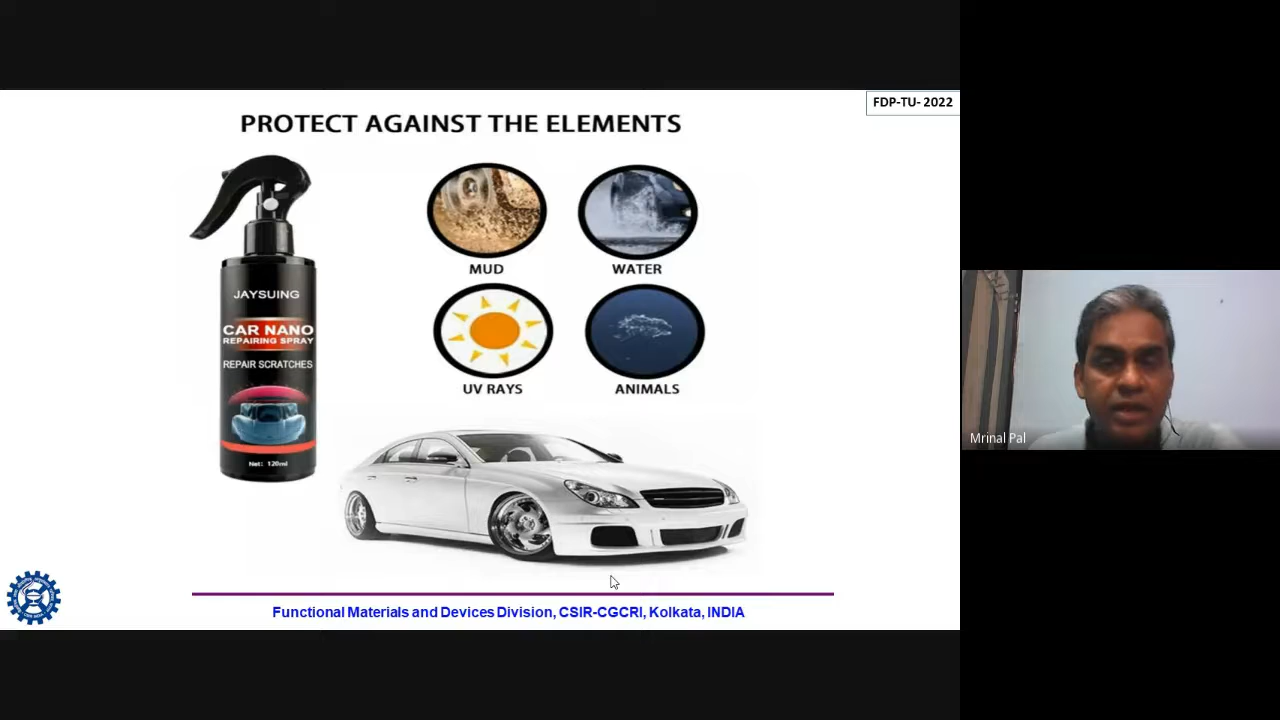 FDP-TU- 2022
PROTECT AGAINST THE ELEMENTS
JAYSUING
CAR NANO
REPAIRING SPRAY
REPAIR SCRATCHES
Net: 120ml
MUD
WATER
UV RAYS
ANIMALS
Functional Materials and Devices Division, CSIR-CGCRI, Kolkata, INDIA
Mrinal Pal